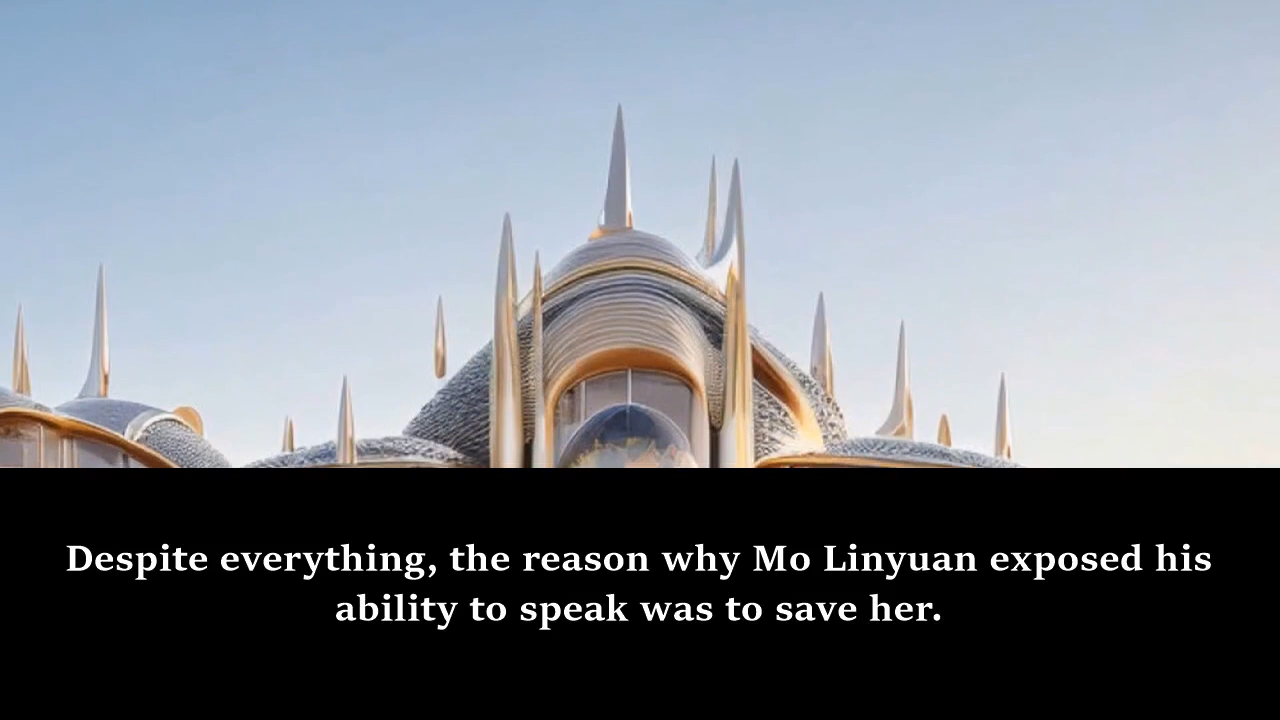 Despite everything, the reason why Mo Linyuan exposed his
ability to speak was to save her.